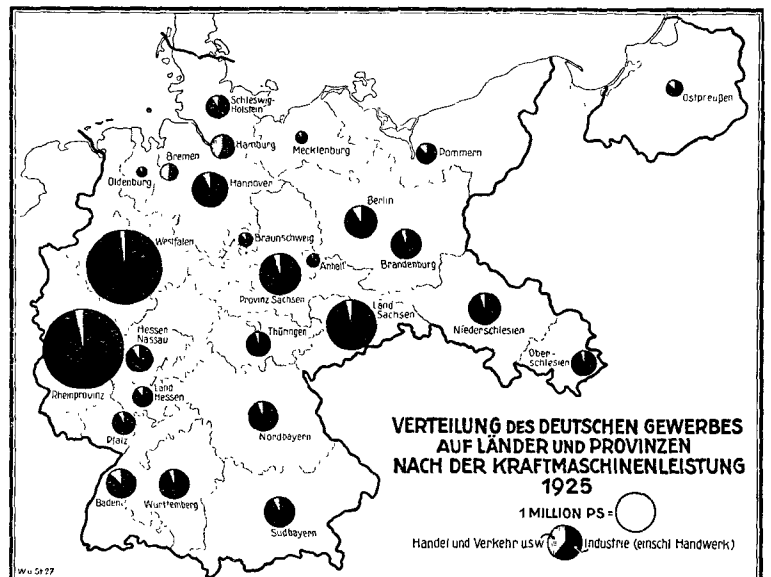 Ostpreußen
Schleswig-
Holstein
Hamburg
Mecklenburg
Pommern
Bremen
Oldenburg
Hannover
Berlin
Westfalen
Braunschweig
Brandenburg
Anhalt
Provinz Sachsen
Land
Sachsen
Niederschlesien
Hessen
Nassau
Thüringen
Ober-
schlesien
Rheinprovinz
Land
Hessen
Pfalz
Nordbayern
Baden
Württemberg
Südbayern
VERTEILUNG DES DEUTSCHEN GEWERBES
AUF LÄNDER UND PROVINZEN
NACH DER KRAFTMASCHINENLEISTUNG
1925
1 MILLION PS =
Handel und Verkehr usw
Industrie (einschl Handwerk)
W u St 27